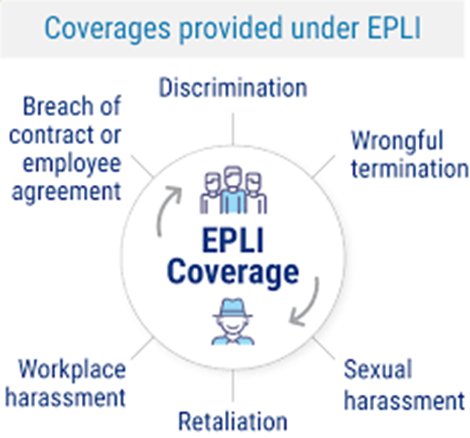 Coverages provided under EPLI
Discrimination
Breach of
contract or
employee
agreement
Wrongful
termination
EPLI
Coverage
Workplace
harassment
Sexual
harassment
Retaliation